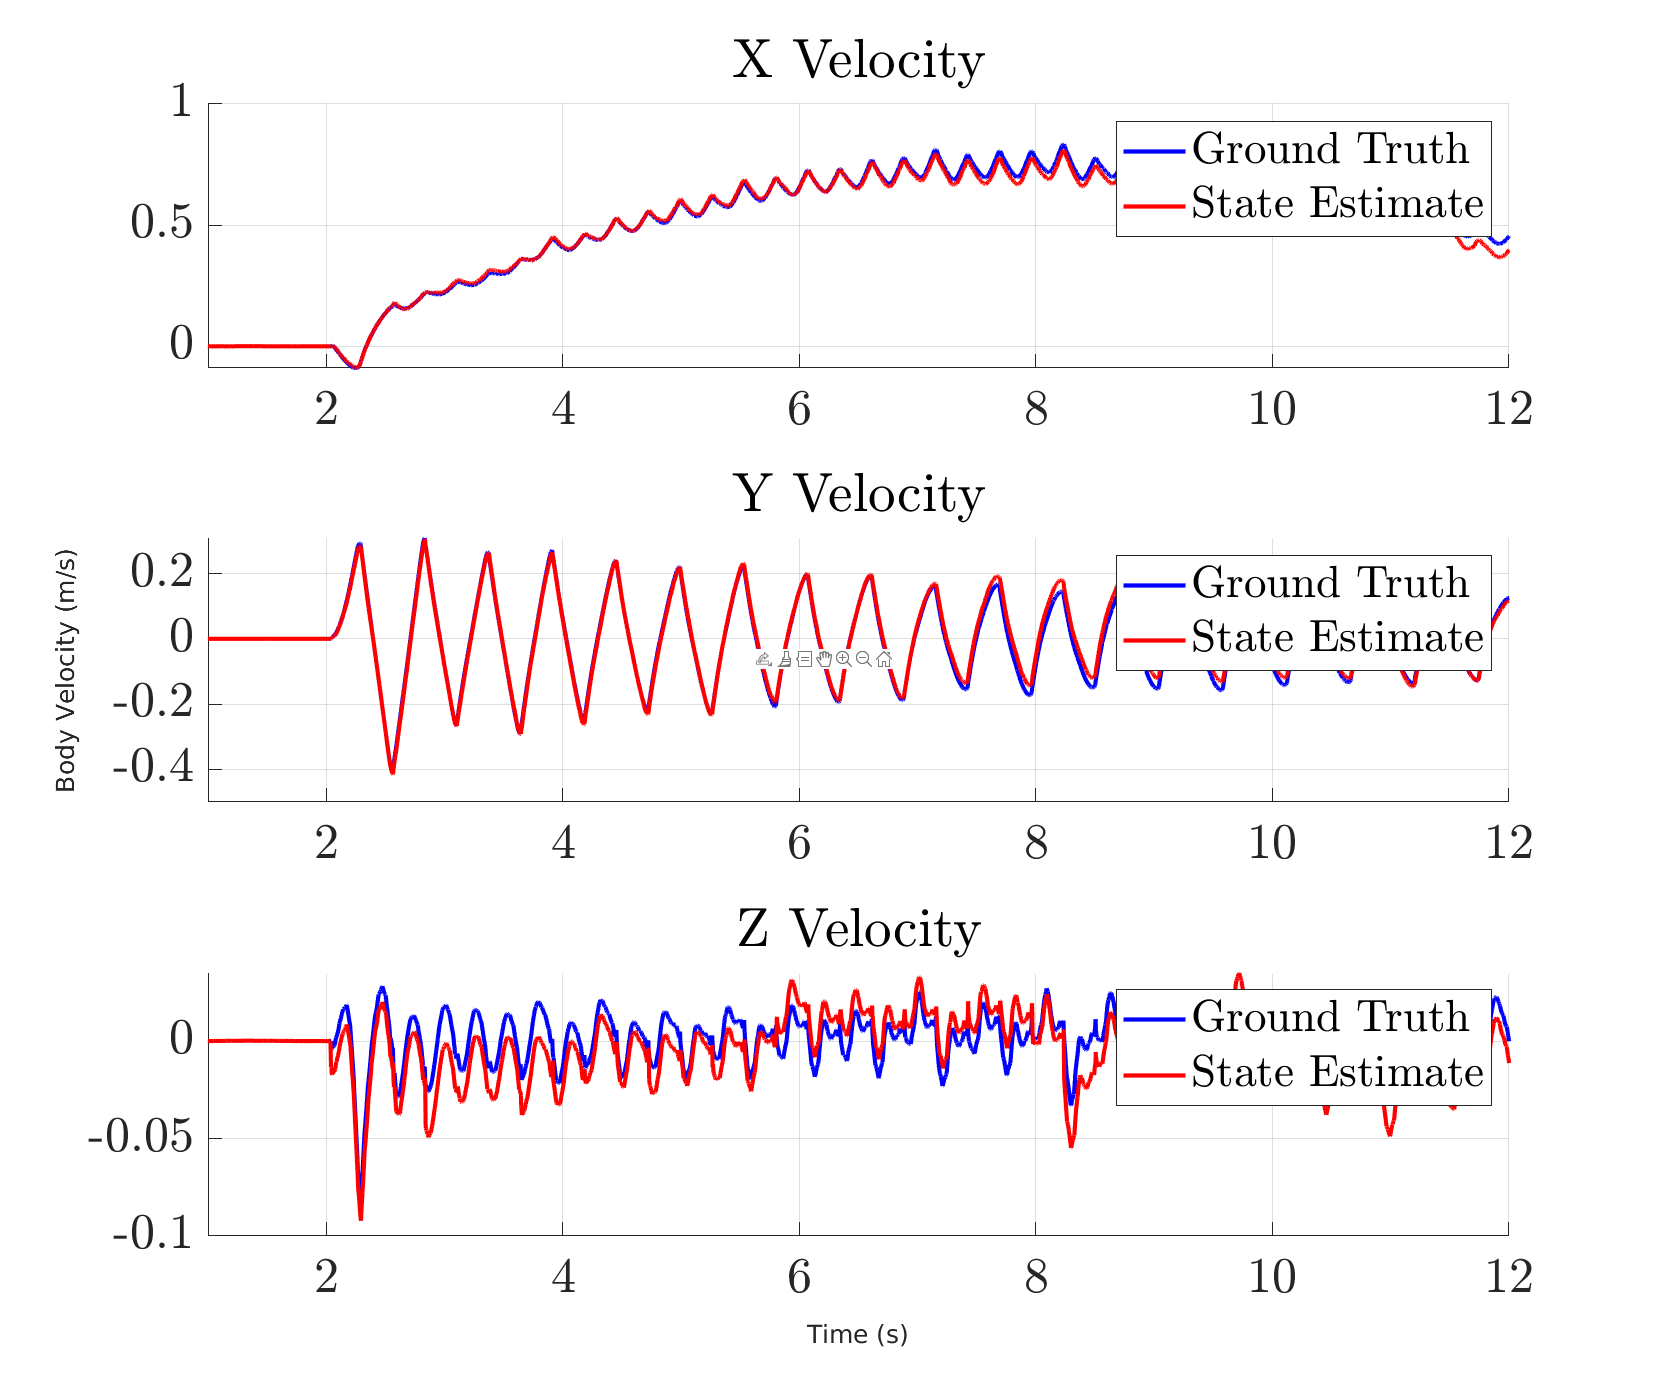 X Velocity
1
0.5
0
Ground Truth
State Estimate
2 4 6 8 10 12
Y Velocity
Body Velocity (m/s)
0.2
0
-0.2
-0.4
Ground Truth
State Estimate
2 4 6 8 10 12
Z Velocity
0
-0.05
-0.1
Ground Truth
State Estimate
2 4 6 8 10 12
Time (s)